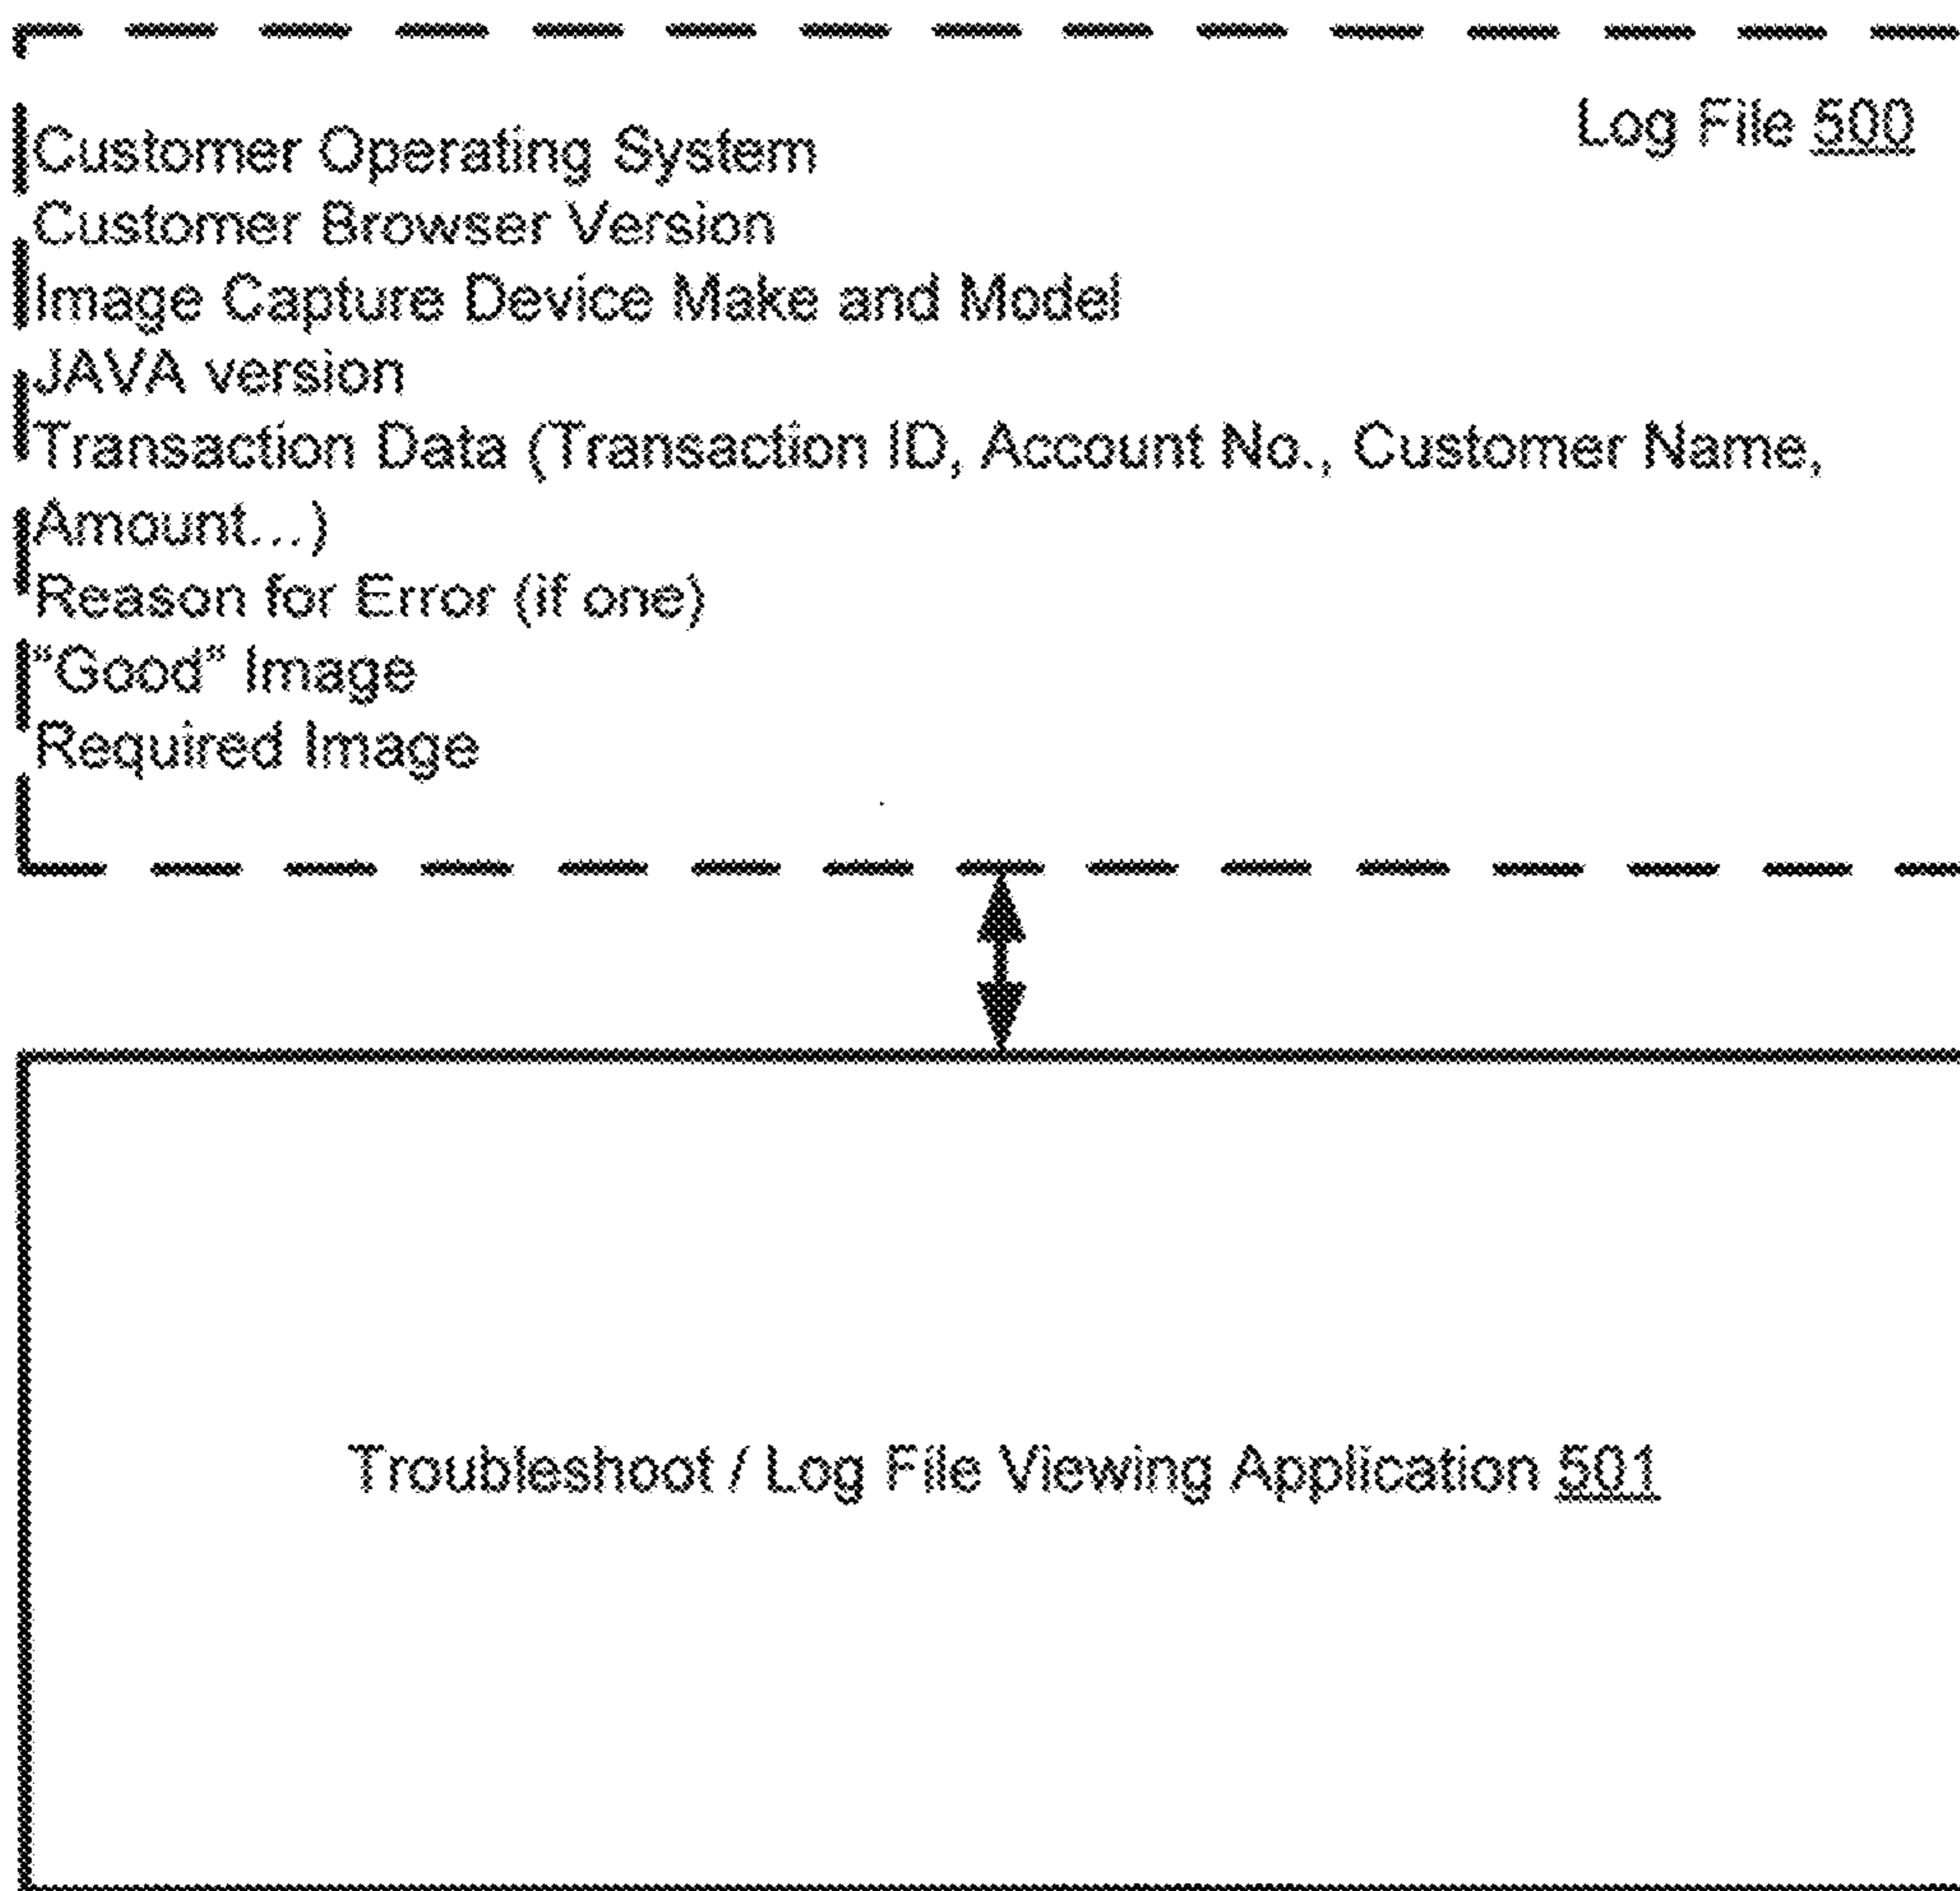 Log File 500
Customer Operating System
Customer Browser Version
Image Capture Device Make and Model
JAVA version
Transaction Data (Transaction ID, Account No., Customer Name,
Amount...)
Reason for Error (if one)
"Good" Image
Required Image
Troubleshoot / Log File Viewing Application 501